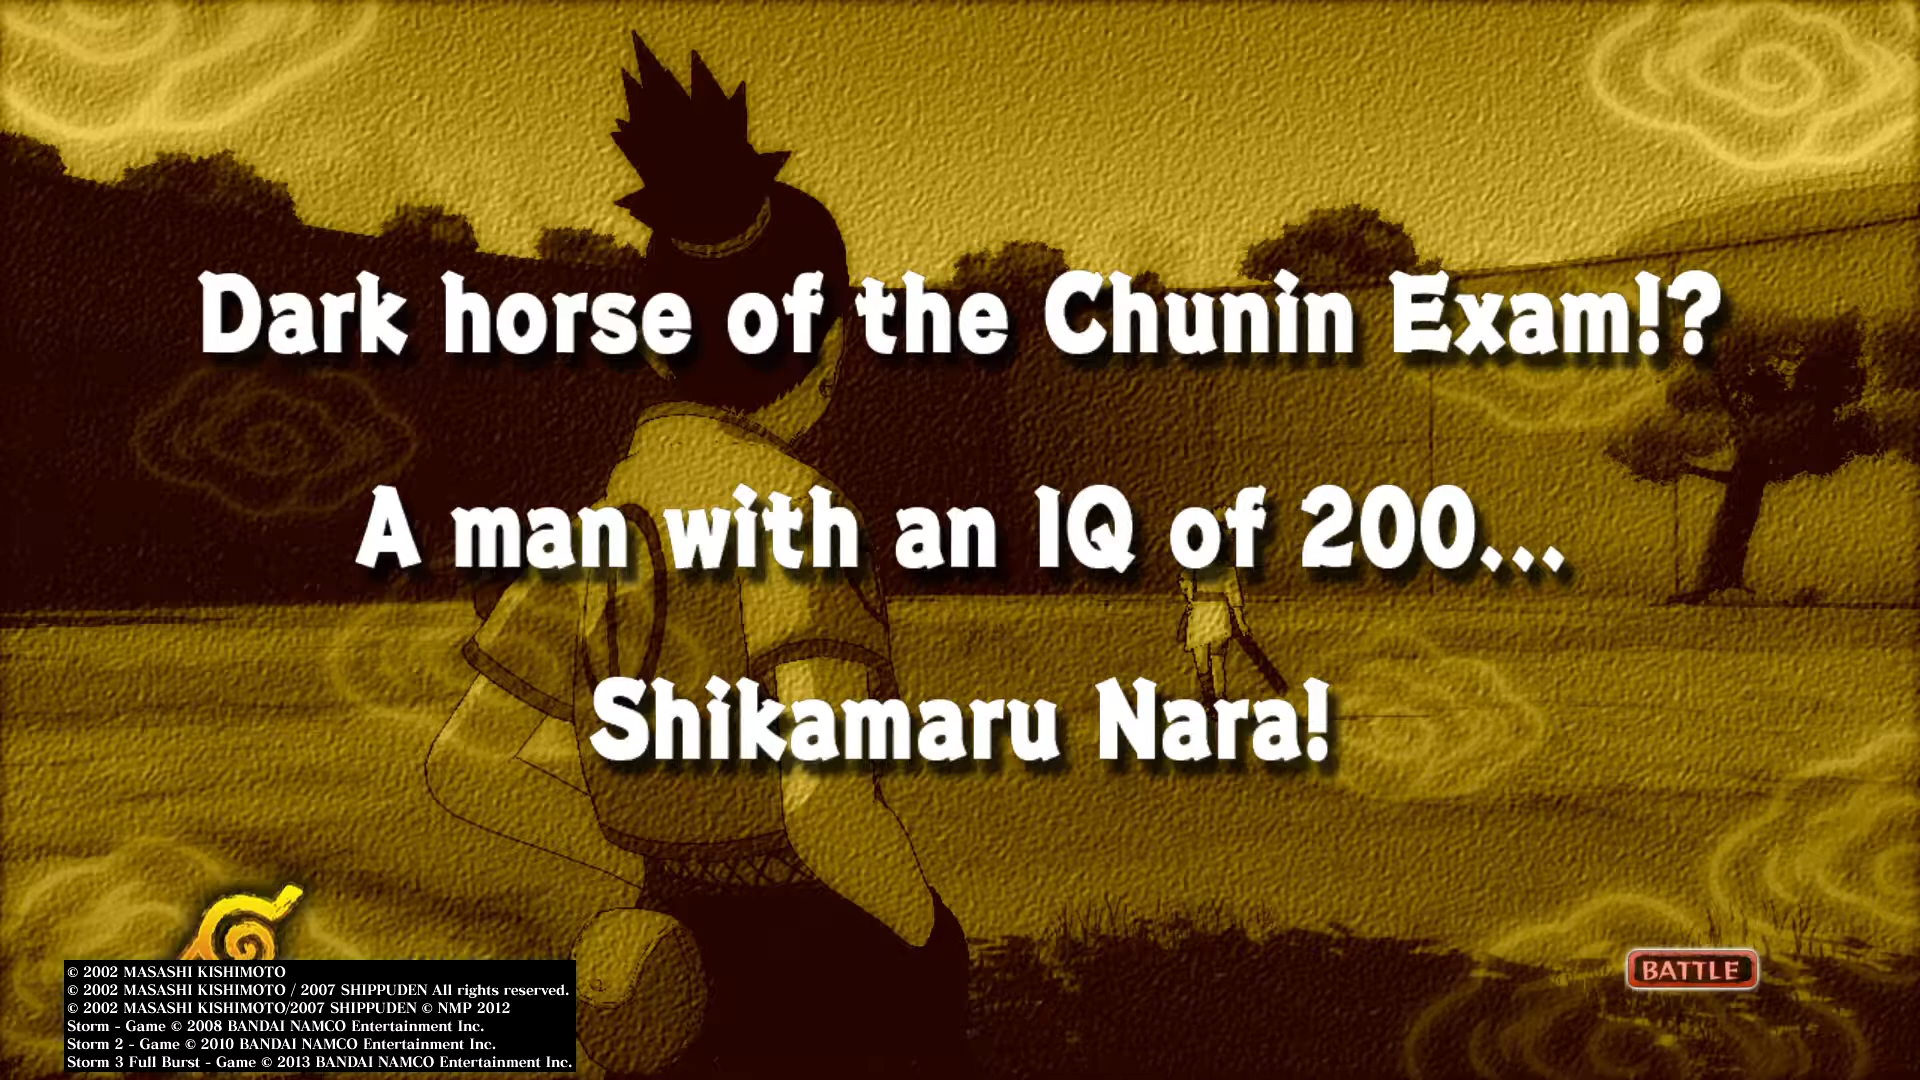 Dark horse of the Chunin Exam!?
A man with an IQ of 200...
Shikamaru Nara!
BATTLE
© 2002 MASASHI KISHIMOTO
© 2002 MASASHI KISHIMOTO / 2007 SHIPPUDEN All rights reserved.
© 2002 MASASHI KISHIMOTO/2007 SHIPPUDEN © NMP 2012
Storm - Game © 2008 BANDAI NAMCO Entertainment Inc.
Storm 2 - Game © 2010 BANDAI NAMCO Entertainment Inc.
Storm 3 Full Burst - Game © 2013 BANDAI NAMCO Entertainment Inc.